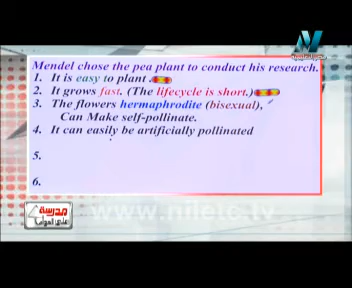 Mendel chose the pea plant to conduct his research.
1. It is easy to plant.
2. It grows fast. (The lifecycle is short.)
3. The flowers hermaphrodite (bisexual),
Can Make self-pollinate.
4. It can easily be artificially pollinated
5.
6.
مدرسة
على الهواء
www.niletc.tv